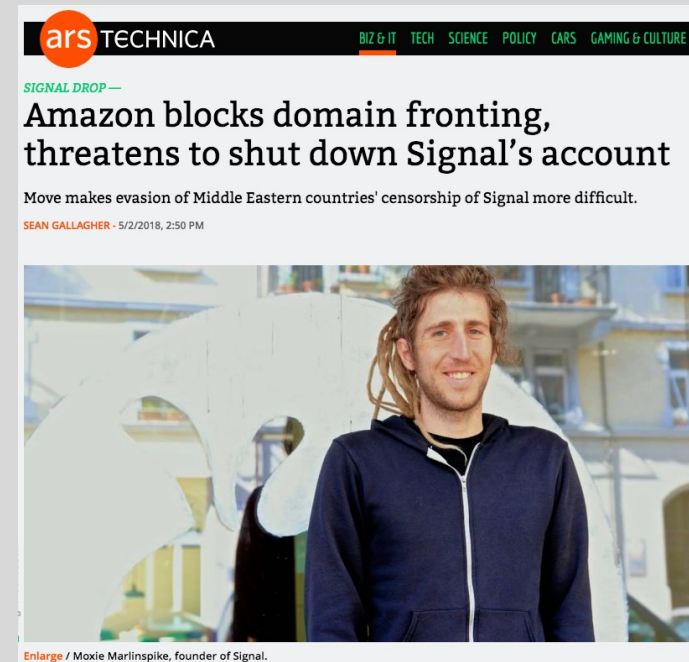 ars TECHNICA
BIZ & IT TECH SCIENCE POLICY CARS GAMING & CULTURE
SIGNAL DROP —
Amazon blocks domain fronting,
threatens to shut down Signal’s account
Move makes evasion of Middle Eastern countries' censorship of Signal more difficult.
SEAN GALLAGHER - 5/2/2018, 2:50 PM
Enlarge / Moxie Marlinspike, founder of Signal.